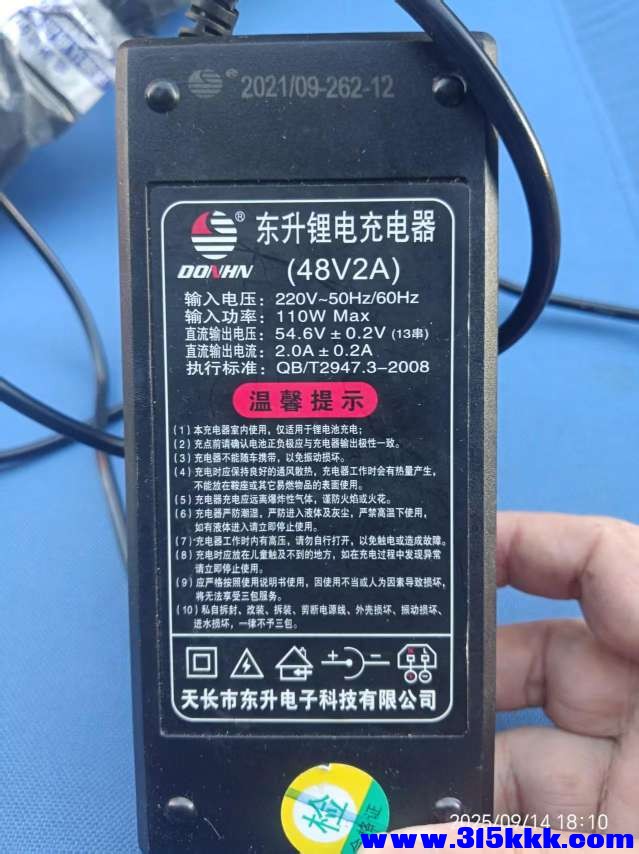 ® 2021/09-262-12
® 东升锂电充电器
DONHN (48V2A)
输入电压：220V~50Hz/60Hz
输入功率：110W Max
直流输出电压：54.6V±0.2V (13串)
直流输出电流：2.0A±0.2A
执行标准：QB/T2947.3-2008
温馨提示
(1) 本充电器室内使用，仅适用于锂电池充电；
(2) 充点前请确认电池正负极应与充电器输出极性一致。
(3) 充电器不能随车携带，以免振动损坏。
(4) 充电时应保持良好的通风散热，充电器工作时会有热量产生，
不能放在鞍座或其它易燃物品的表面使用。
(5) 充电器充电应远离爆炸性气体，谨防火焰或火花。
(6) 充电器严防潮湿，严防进入液体及灰尘，严禁高温下使用，
如有液体进入请立即停止使用。
(7) 充电器工作时内有高压，请勿自行打开，以免触电或造成故障。
(8) 充电时应放在儿童触及不到的地方，如在充电过程中发现异常
请立即停止使用。
(9) 应严格按照使用说明书使用，因使用不当或人为因素导致损坏，
将无法享受三包服务。
(10) 私自拆封、改装、拆装、剪断电源线、外壳损坏、振动损坏、
进水损坏，一律不予三包。
天长市东升电子科技有限公司
检
合格证
2025/09/14 18:10
www.315kkk.com